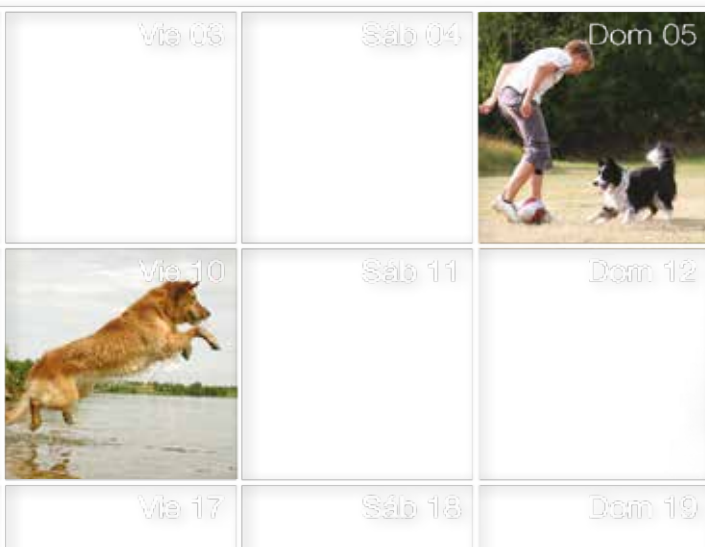 Vie 03
Sáb 04
Dom 05
Vie 10
Sáb 11
Dom 12
Vie 17
Sáb 18
Dom 19